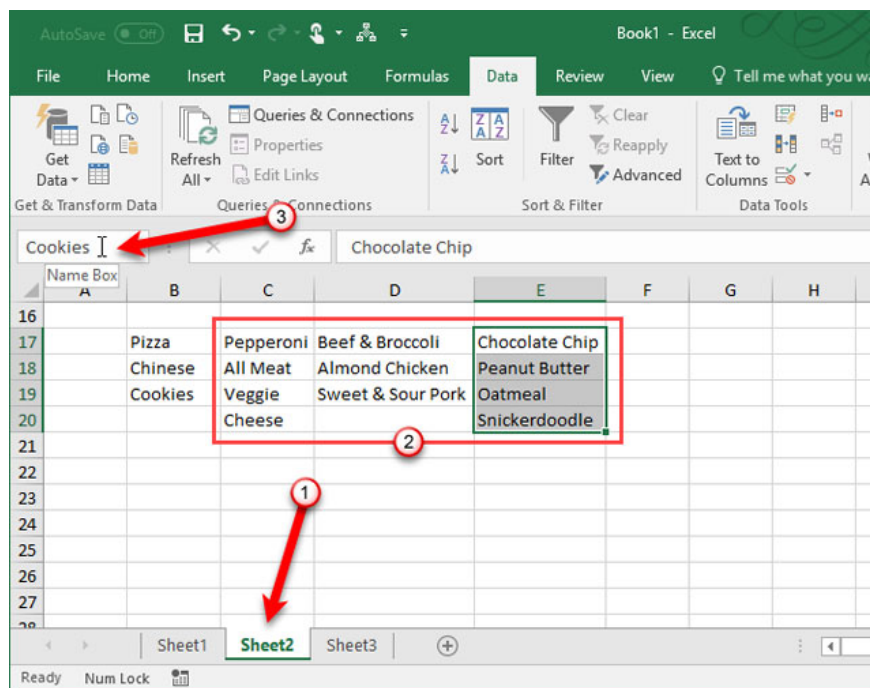 AutoSave Off Book1 - Excel
File Home Insert Page Layout Formulas Data Review View Tell me what you
Get Data Refresh All Queries & Connections Properties Edit Links Sort Filter Clear Reapply Advanced Text to Columns
Get & Transform Data Queries & Connections Sort & Filter Data Tools
3
Cookies fx Chocolate Chip
Name Box
A B C D E F G H
16
17 Pizza Pepperoni Beef & Broccoli Chocolate Chip
18 Chinese All Meat Almond Chicken Peanut Butter
19 Cookies Veggie Sweet & Sour Pork Oatmeal
20 Cheese Snickerdoodle
21 2
22
23 1
24
25
26
27
28
Sheet1 Sheet2 Sheet3
Ready Num Lock